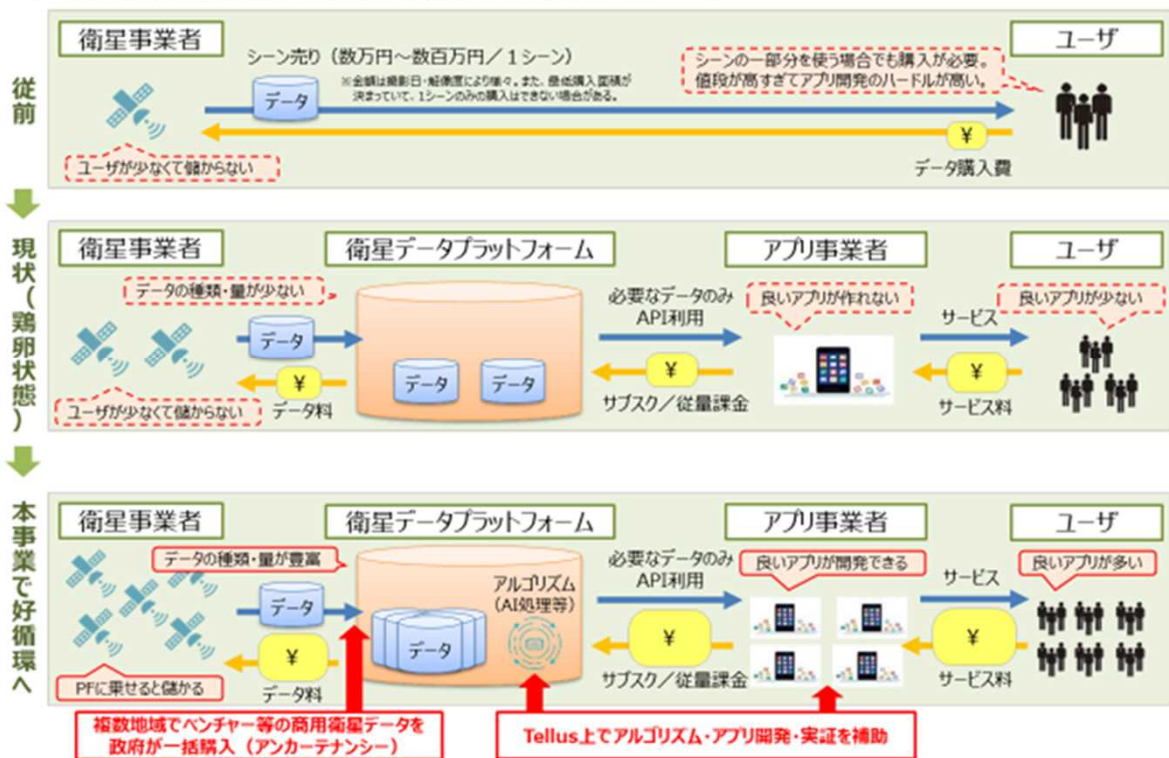 従前
衛星事業者
ユーザ
シーン売り（数万円～数百万円／1シーン）
※金額は撮影日・解像度により様々。また、最低購入面積が
決まっていて、1シーンのみの購入はできない場合がある。
データ
シーンの一部分を使う場合でも購入が必要。
値段が高すぎてアプリ開発のハードルが高い。
¥
データ購入費
ユーザが少なくて儲からない
現状（鶏卵状態）
衛星事業者
衛星データプラットフォーム
アプリ事業者
ユーザ
データの種類・量が少ない
データ
¥
データ料
ユーザが少なくて儲からない
データ
データ
必要なデータのみ
API利用
¥
サブスク／従量課金
良いアプリが作れない
サービス
¥
サービス料
良いアプリが少ない
本事業で好循環へ
衛星事業者
衛星データプラットフォーム
アプリ事業者
ユーザ
データの種類・量が豊富
データ
¥
データ料
PFに乗せると儲かる
データ
アルゴリズム
（AI処理等）
必要なデータのみ
API利用
¥
サブスク／従量課金
良いアプリが開発できる
サービス
¥
サービス料
良いアプリが多い
複数地域でベンチャー等の商用衛星データを
政府が一括購入（アンカーテナンシー）
Tellus上でアルゴリズム・アプリ開発・実証を補助